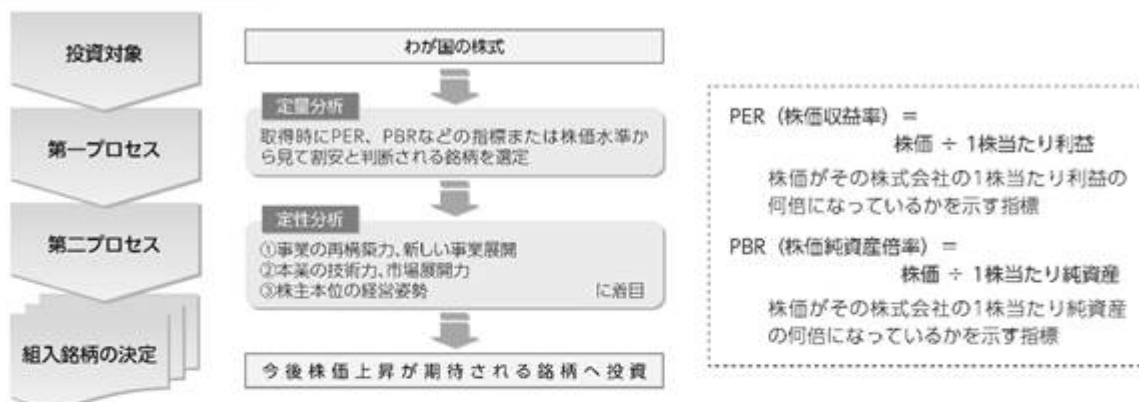 投資対象
第一プロセス
第二プロセス
組入銘柄の決定
わが国の株式
定量分析
取得時にPER、PBRなどの指標または株価水準か
ら見て割安と判断される銘柄を選定
定性分析
①事業の再構築力、新しい事業展開
②本業の技術力、市場展開力
③株主本位の経営姿勢 に着目
今後株価上昇が期待される銘柄へ投資
PER（株価収益率）＝
株価 ÷ 1株当たり利益
株価がその株式会社の1株当たり利益の
何倍になっているかを示す指標
PBR（株価純資産倍率）＝
株価 ÷ 1株当たり純資産
株価がその株式会社の1株当たり純資産
の何倍になっているかを示す指標